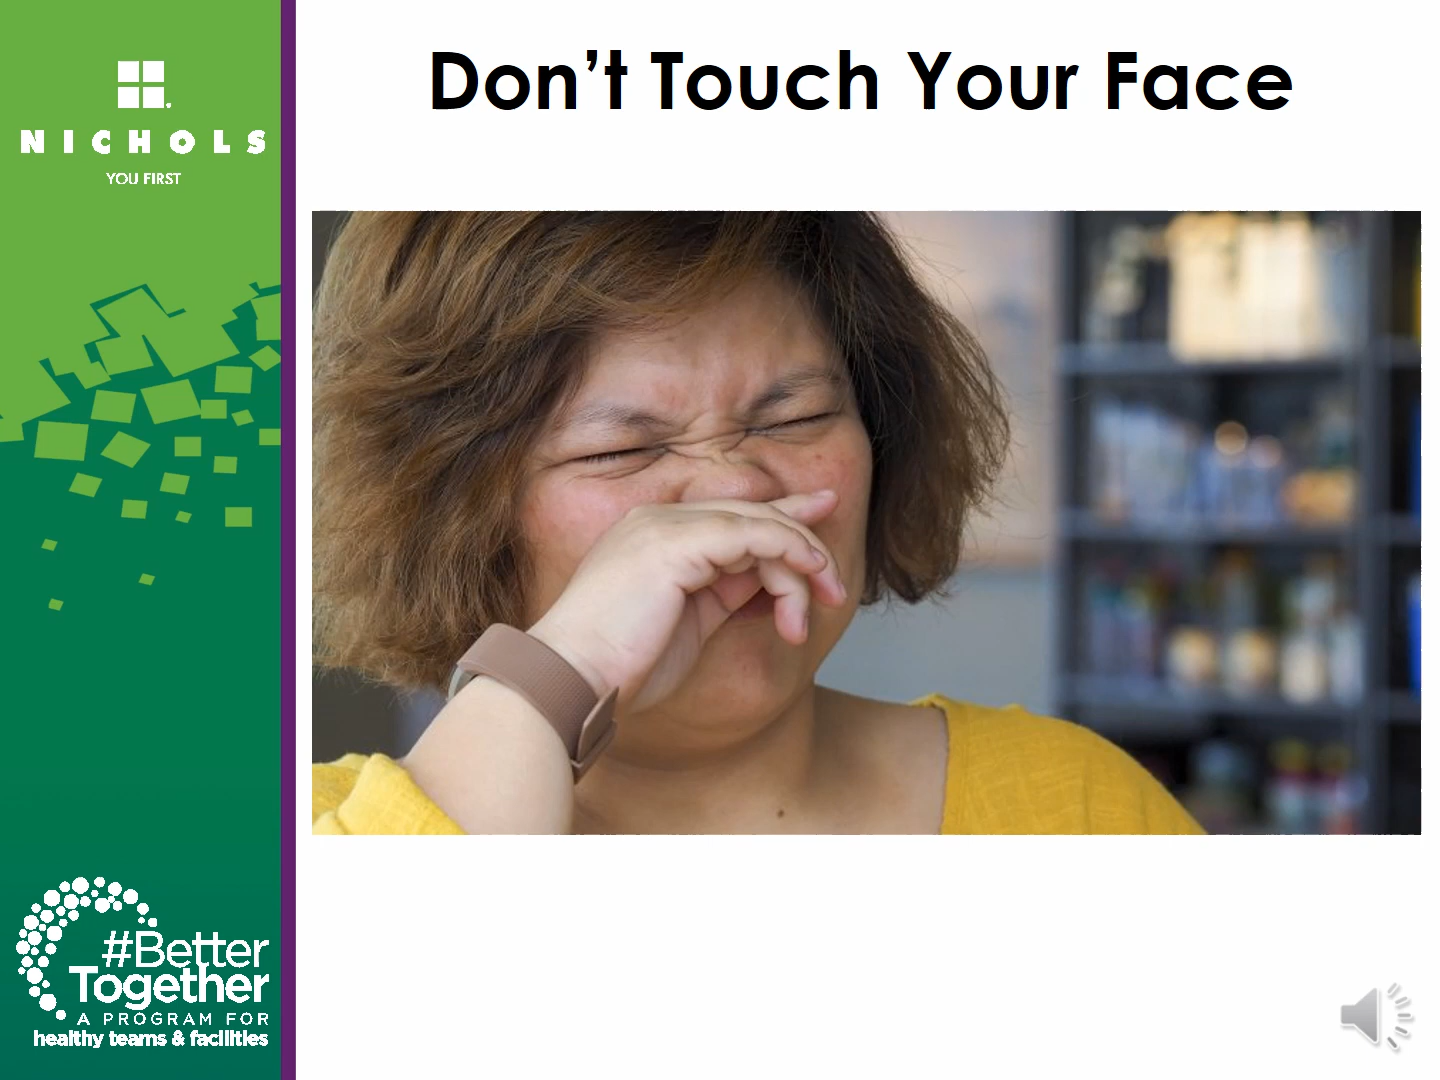 Don't Touch Your Face
NICHOLS
YOU FIRST
#Better
Together
A PROGRAM FOR
healthy teams & facilities